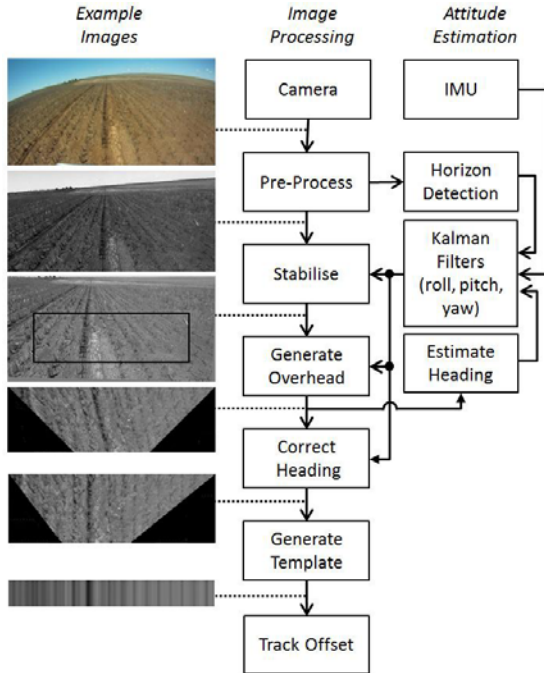 Example
Images
Image
Processing
Attitude
Estimation
Camera
IMU
Pre-Process
Horizon
Detection
Stabilise
Kalman
Filters
(roll, pitch,
yaw)
Generate
Overhead
Estimate
Heading
Correct
Heading
Generate
Template
Track Offset